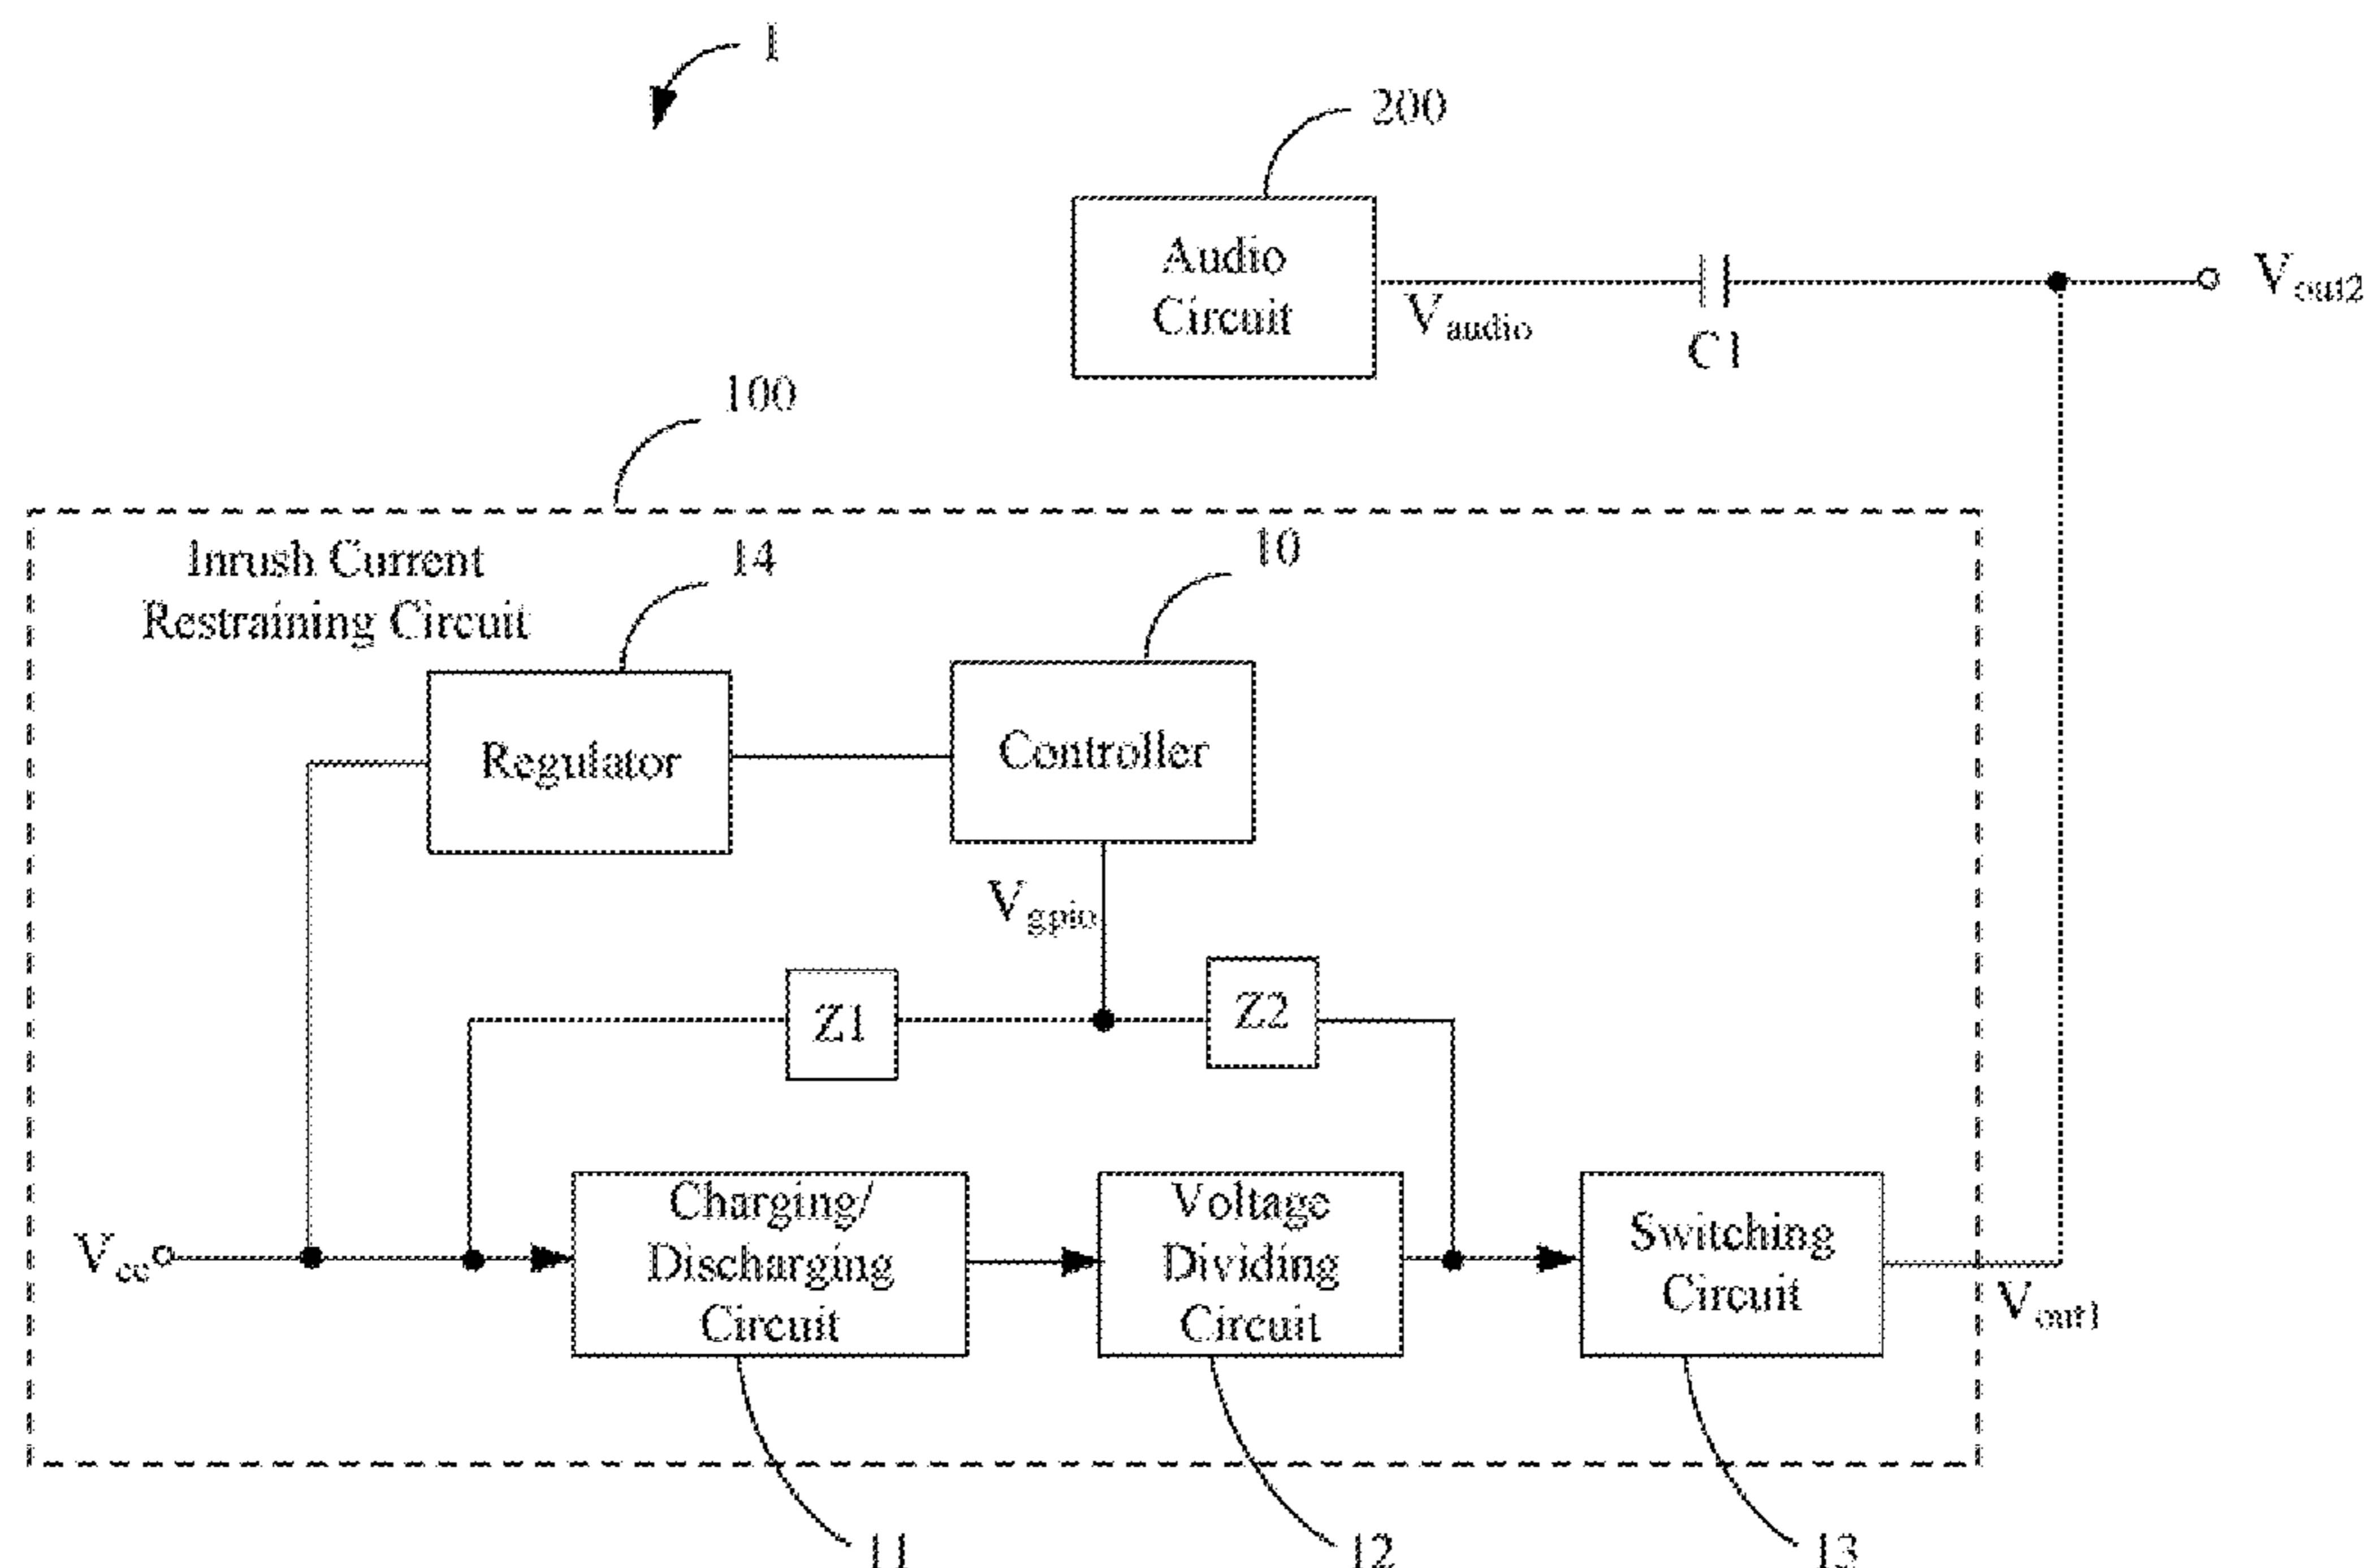 1
200
Audio
Circuit
Vaudio
C1
Vout2
100
Inrush Current
Restraining Circuit
14
10
Regulator
Controller
Vgpio
Z1
Z2
Vcc
Charging/
Discharging
Circuit
Voltage
Dividing
Circuit
Switching
Circuit
Vout1
11
12
13